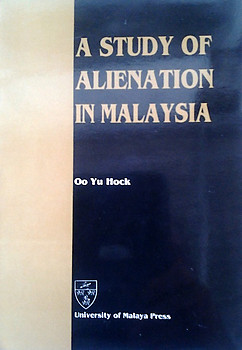 A STUDY OF
ALIENATION
IN MALAYSIA
Oo Yu Hock
University of Malaya Press